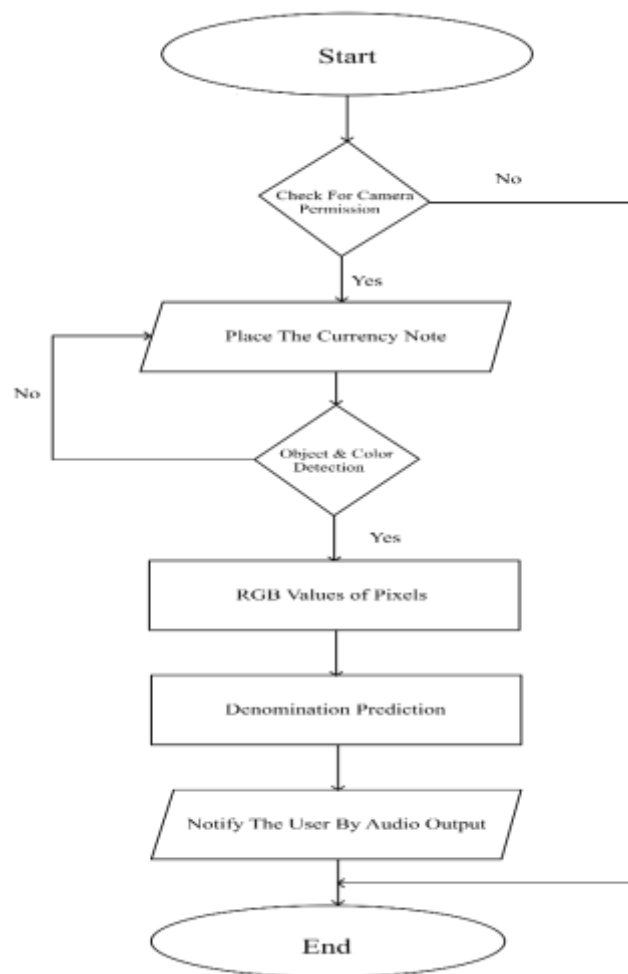 Start
No
Check For Camera
Permission
Yes
Place The Currency Note
No
Object & Color
Detection
Yes
RGB Values of Pixels
Denomination Prediction
Notify The User By Audio Output
End